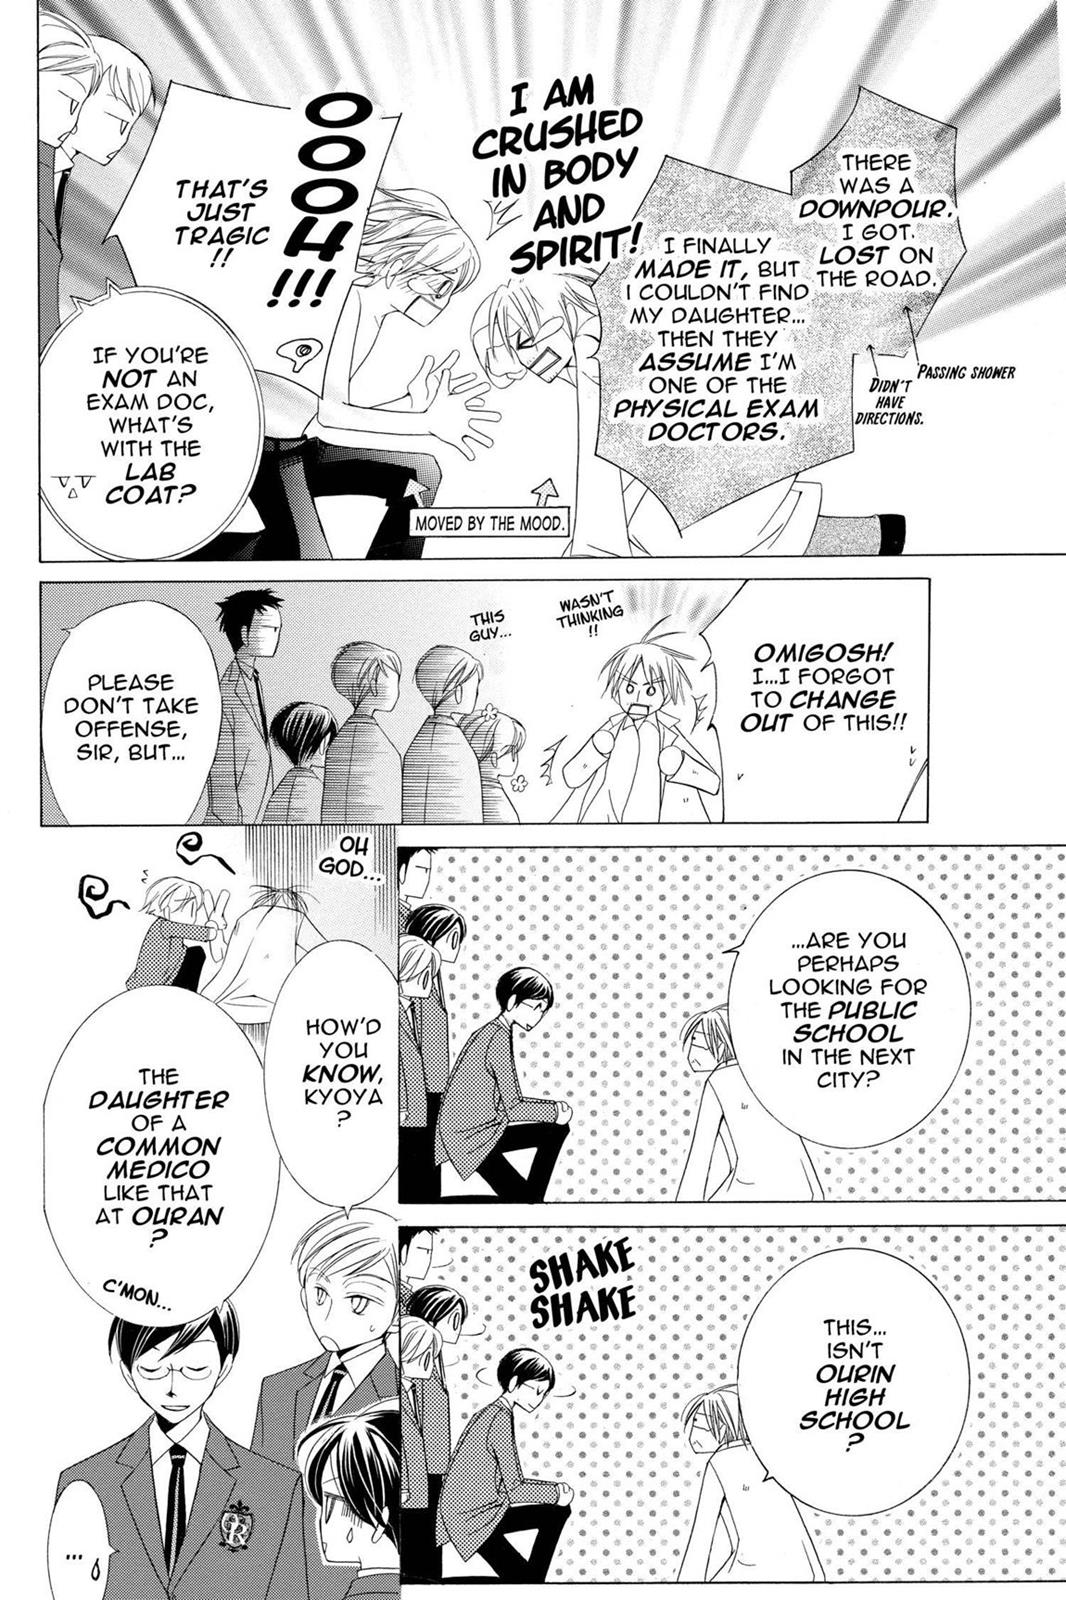 THERE
WAS A
DOWNPOUR.
I GOT
LOST ON
THE ROAD.
PASSING SHOWER
DIDN'T
HAVE
DIRECTIONS.
I FINALLY
MADE IT, BUT
I COULDN'T FIND
MY DAUGHTER...
THEN THEY
ASSUME I'M
ONE OF THE
PHYSICAL EXAM
DOCTORS.
I AM
CRUSHED
IN BODY
AND
SPIRIT!
OOOH!!!
THAT'S
JUST
TRAGIC
!!
MOVED BY THE MOOD.
IF YOU'RE
NOT AN
EXAM DOC,
WHAT'S
WITH THE
LAB
COAT?
OMIGOSH!
I...I FORGOT
TO CHANGE
OUT OF THIS!!
WASN'T
THINKING
!!
THIS
GUY...
PLEASE
DON'T TAKE
OFFENSE,
SIR, BUT...
...ARE YOU
PERHAPS
LOOKING FOR
THE PUBLIC
SCHOOL
IN THE NEXT
CITY?
THIS...
ISN'T
OURIN
HIGH
SCHOOL
?
SHAKE
SHAKE
OH
GOD...
HOW'D
YOU
KNOW,
KYOYA
?
THE
DAUGHTER
OF A
COMMON
MEDICO
LIKE THAT
AT OURAN
?
C'MON...
...